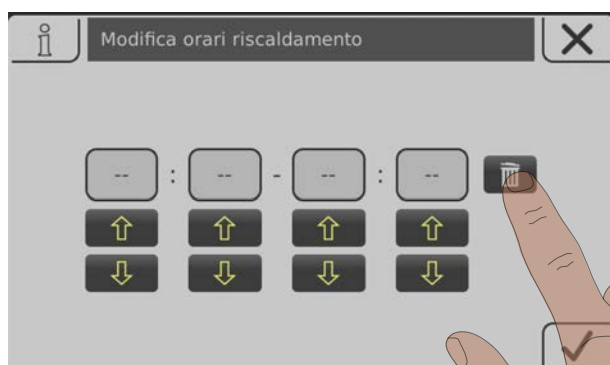 Modifica orari riscaldamento
-- : -- - -- : --